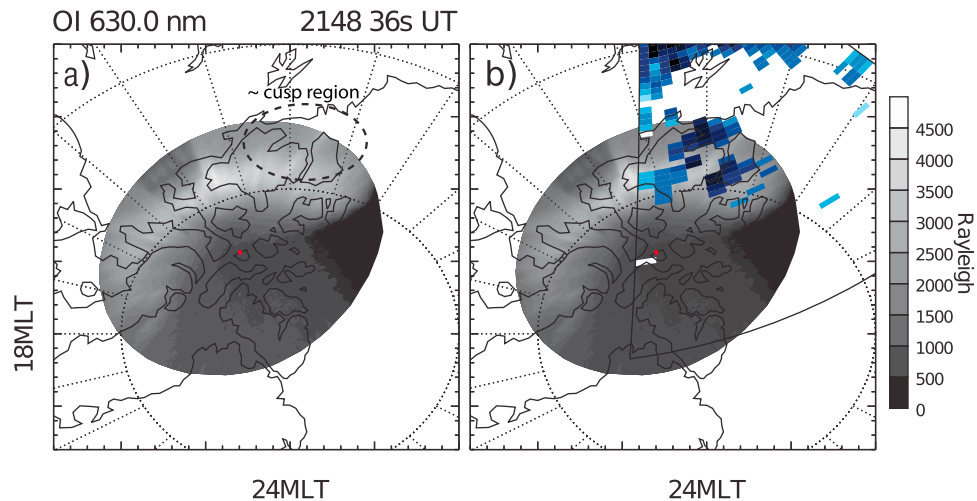 OI 630.0 nm
2148 36s UT
a)
~ cusp region
b)
4500
4000
3500
3000
2500
2000
1500
1000
500
0
Rayleigh
18MLT
24MLT
24MLT